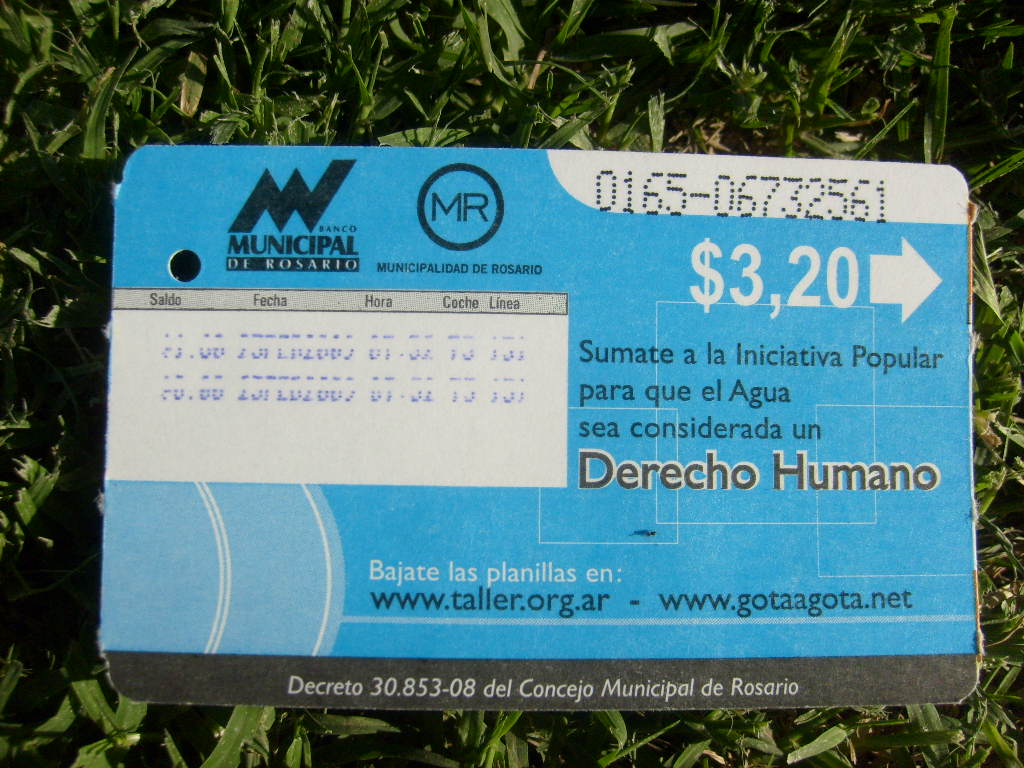 0165-06732561
BANCO
MUNICIPAL
DE ROSARIO
MR
MUNICIPALIDAD DE ROSARIO
$3,20
Saldo Fecha Hora Coche Línea
Sumate a la Iniciativa Popular
para que el Agua
sea considerada un
Derecho Humano
Bajate las planillas en:
www.taller.org.ar - www.gotaagota.net
Decreto 30.853-08 del Concejo Municipal de Rosario